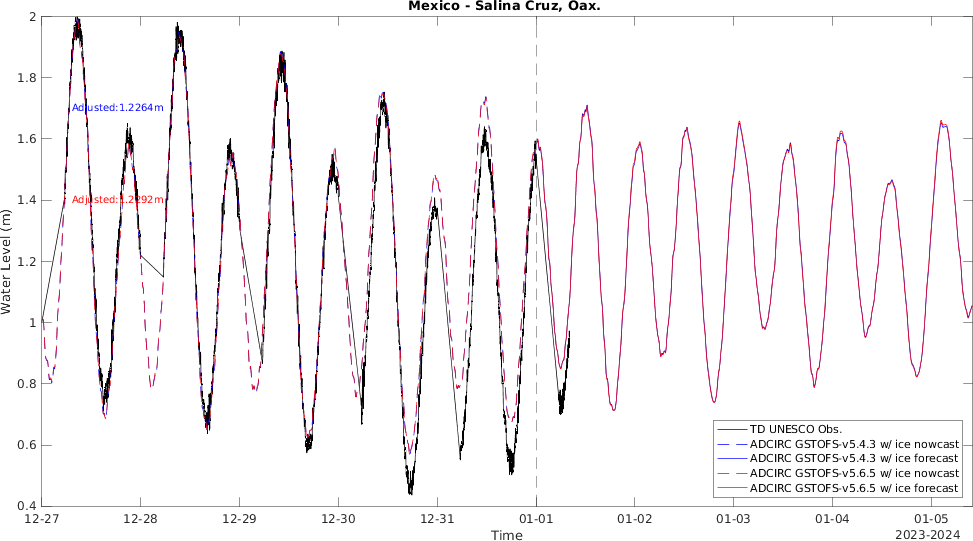 Mexico - Salina Cruz, Oax.
2
1.8
1.6
1.4
1.2
1
0.8
0.6
0.4
Water Level (m)
Adjusted:1.2264m
Adjusted:1.2292m
TD UNESCO Obs.
ADCIRC GSTOFS-v5.4.3 w/ ice nowcast
ADCIRC GSTOFS-v5.4.3 w/ ice forecast
ADCIRC GSTOFS-v5.6.5 w/ ice nowcast
ADCIRC GSTOFS-v5.6.5 w/ ice forecast
12-27 12-28 12-29 12-30 12-31 01-01 01-02 01-03 01-04 01-05
Time
2023-2024